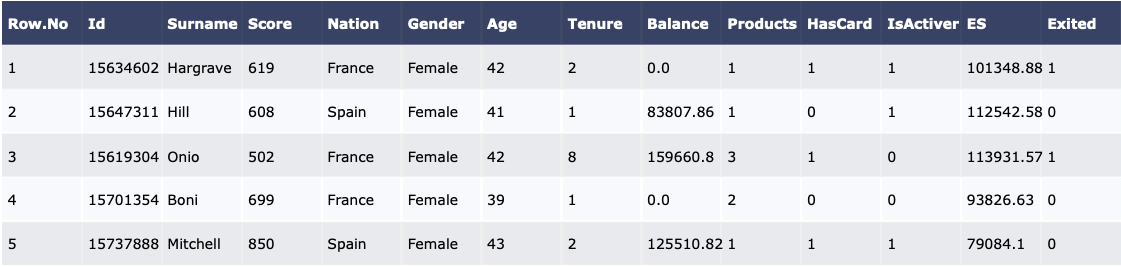 Row.No Id Surname Score Nation Gender Age Tenure Balance Products HasCard IsActiver ES Exited
1 15634602 Hargrave 619 France Female 42 2 0.0 1 1 1 101348.88 1
2 15647311 Hill 608 Spain Female 41 1 83807.86 1 0 1 112542.58 0
3 15619304 Onio 502 France Female 42 8 159660.8 3 1 0 113931.57 1
4 15701354 Boni 699 France Female 39 1 0.0 2 0 0 93826.63 0
5 15737888 Mitchell 850 Spain Female 43 2 125510.82 1 1 1 79084.1 0